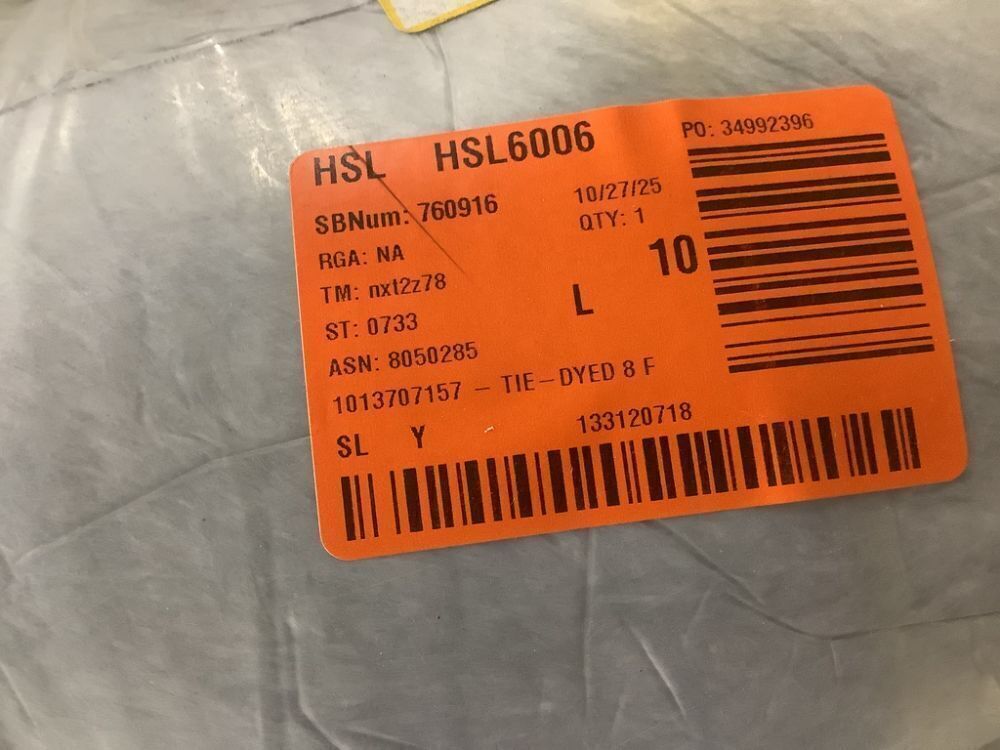 HSL HSL6006 PO: 34992396
SBNum: 760916 10/27/25
RGA: NA QTY: 1
TM: nxt2z78 L 10
ST: 0733
ASN: 8050285
1013707157 - TIE-DYED 8 F
SL Y 133120718